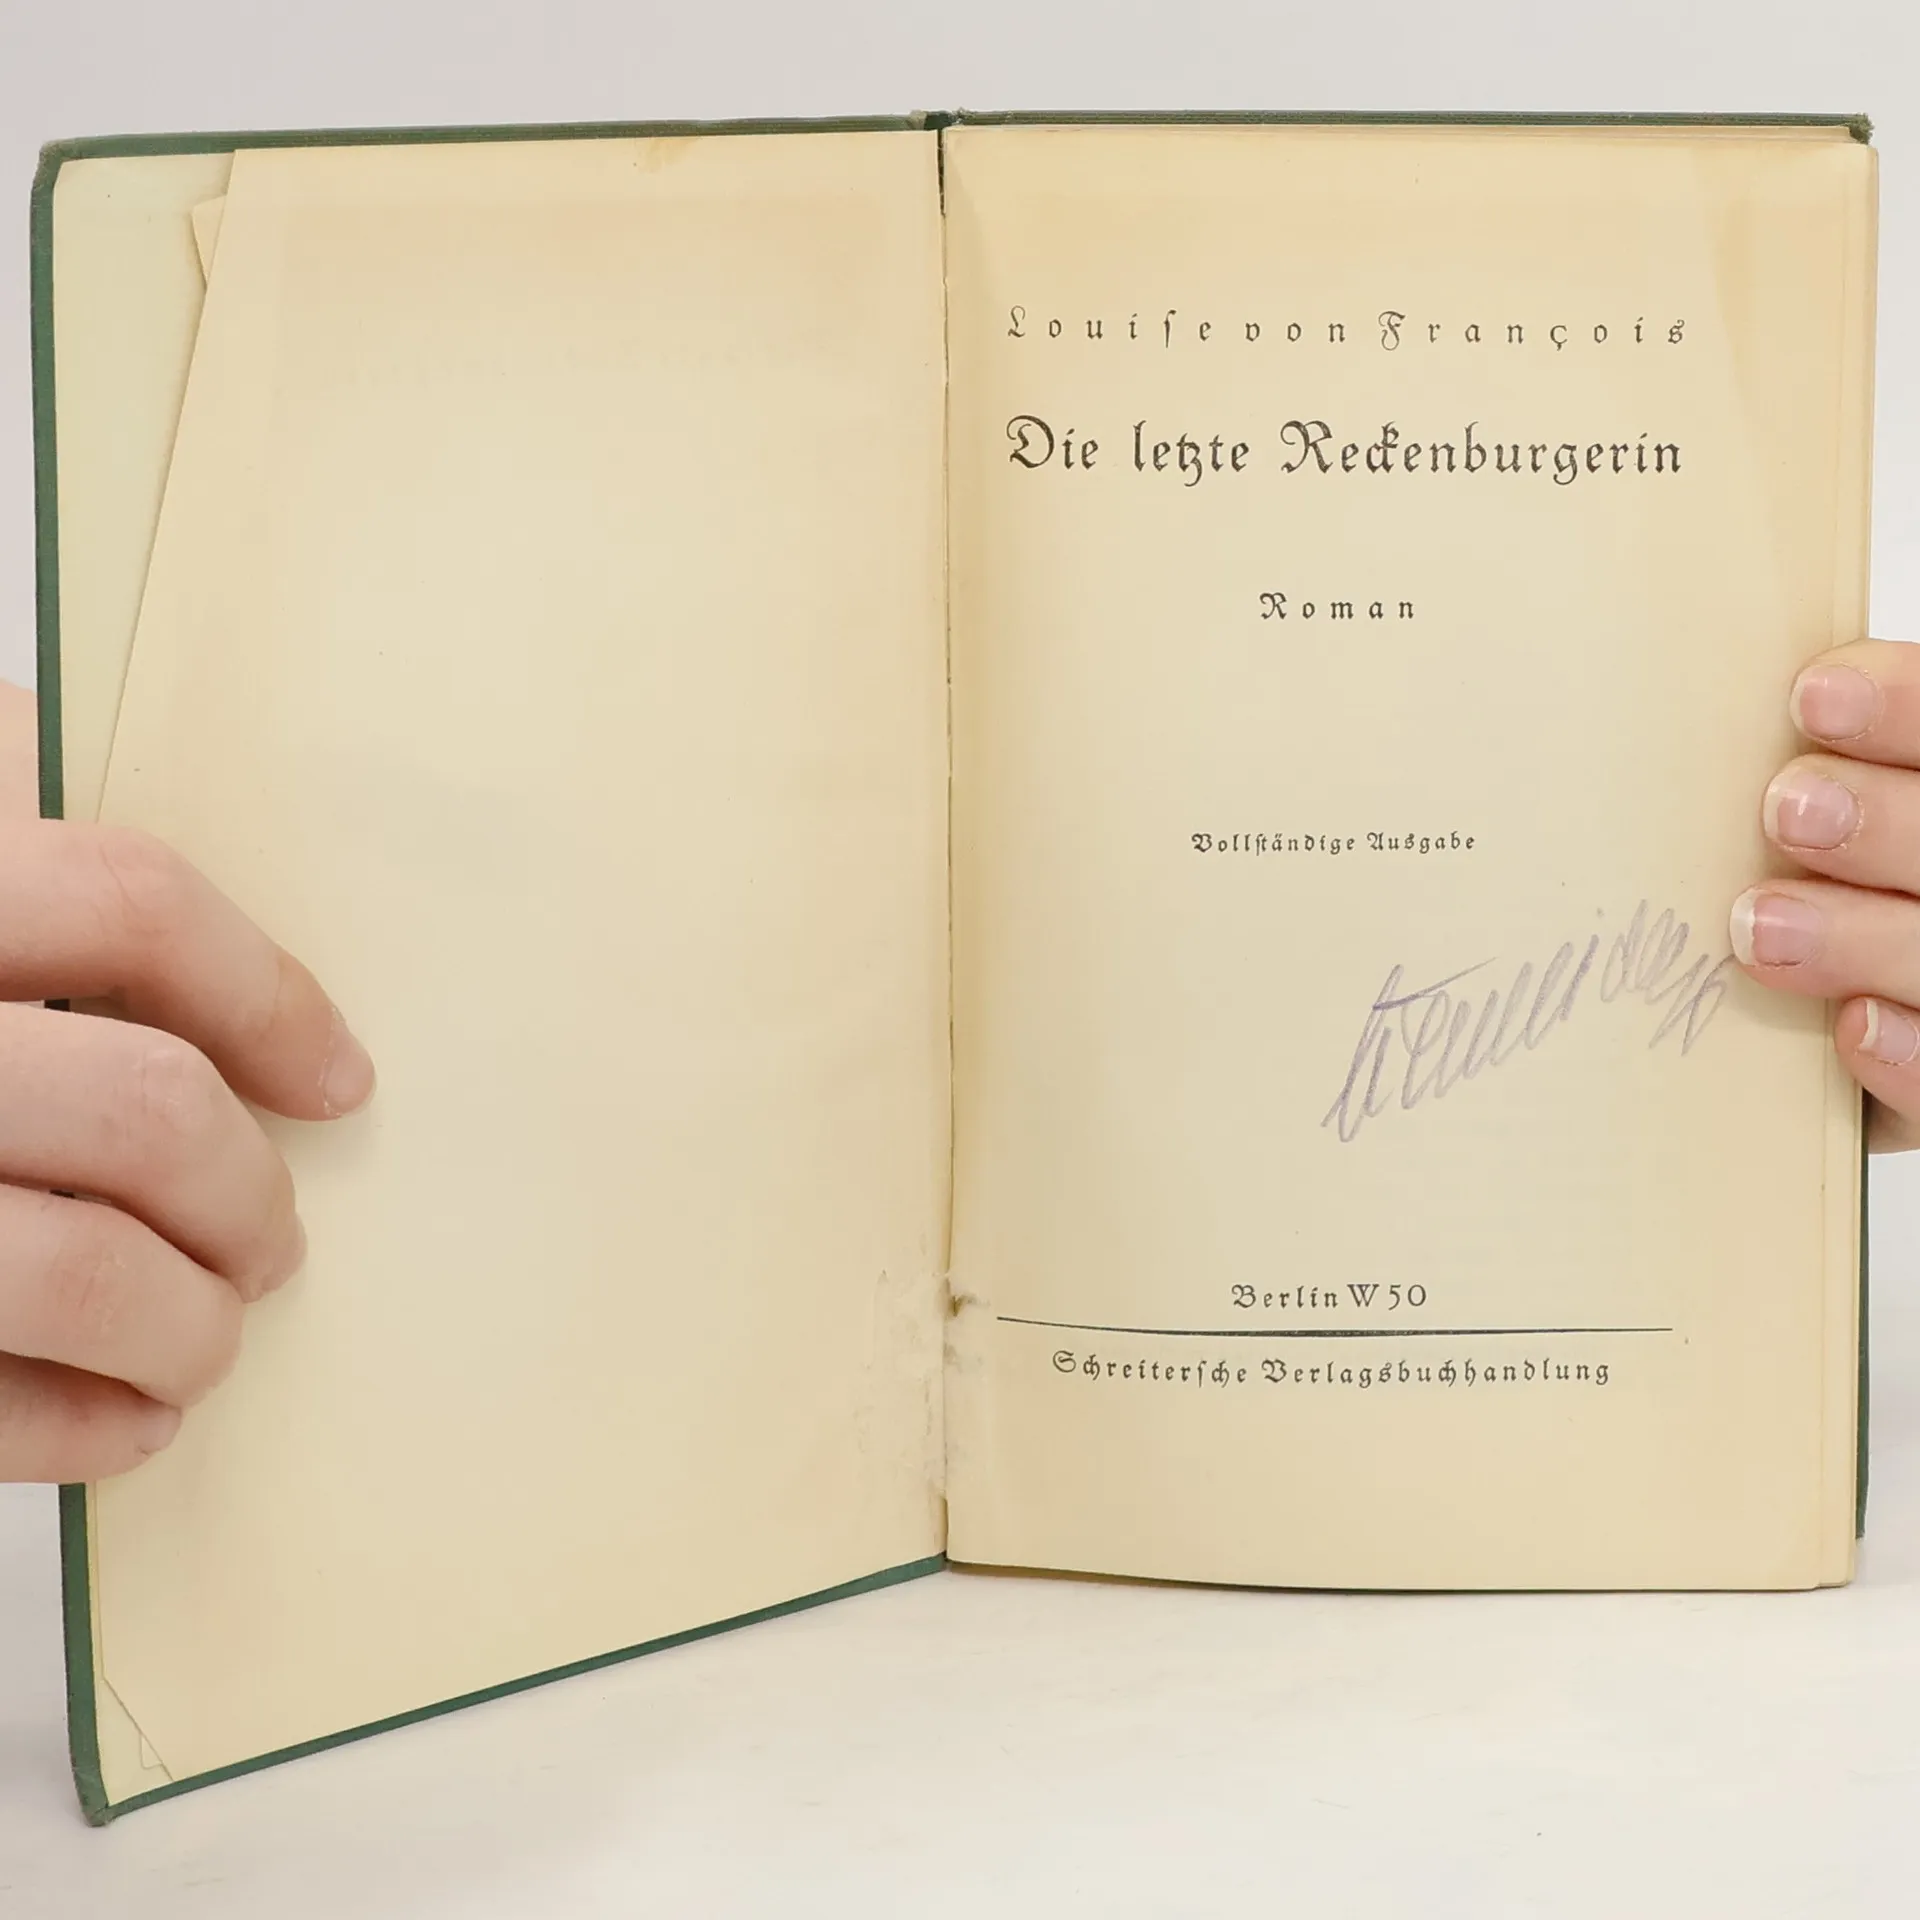 Louiſe von François
Die letzte Reckenburgerin
Roman
Vollſtändige Ausgabe
Berlin W 50
Schreiterſche Verlagsbuchhandlung